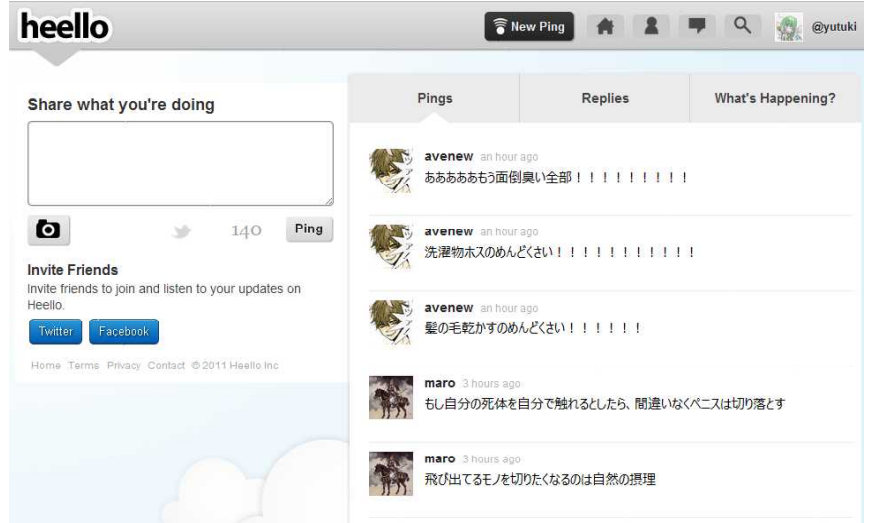 heello
New Ping
@yutuki
Share what you're doing
140
Ping
Invite Friends
Invite friends to join and listen to your updates on
Heello.
Twitter
Facebook
Home Terms Privacy Contact © 2011 Heello Inc
Pings
Replies
What's Happening?
avenew an hour ago
あああああもう面倒臭い全部！！！！！！！！！
avenew an hour ago
洗濯物ホスのめんどくさい！！！！！！！！！！！
avenew an hour ago
髪の毛乾かすのめんどくさい！！！！！！
maro 3 hours ago
もし自分の死体を自分で触れるとしたら、間違いなくペニスは切り落とす
maro 3 hours ago
飛び出てるモノを切りたくなるのは自然の摂理